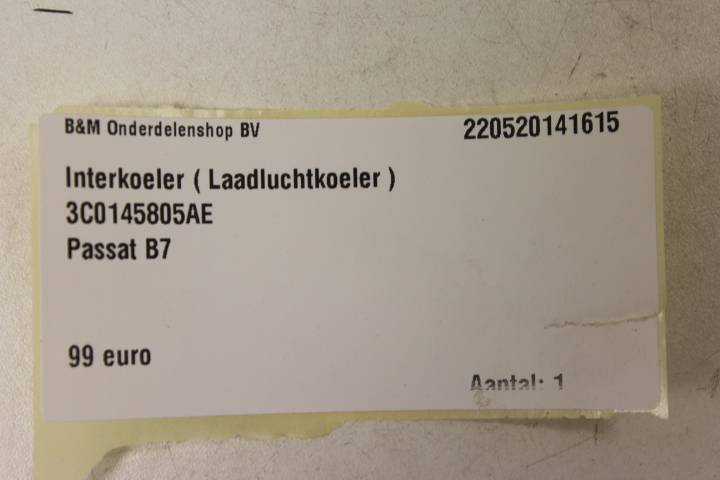 B&M Onderdelenshop BV 220520141615
Interkoeler ( Laadluchtkoeler )
3C0145805AE
Passat B7
99 euro
Aantal: 1